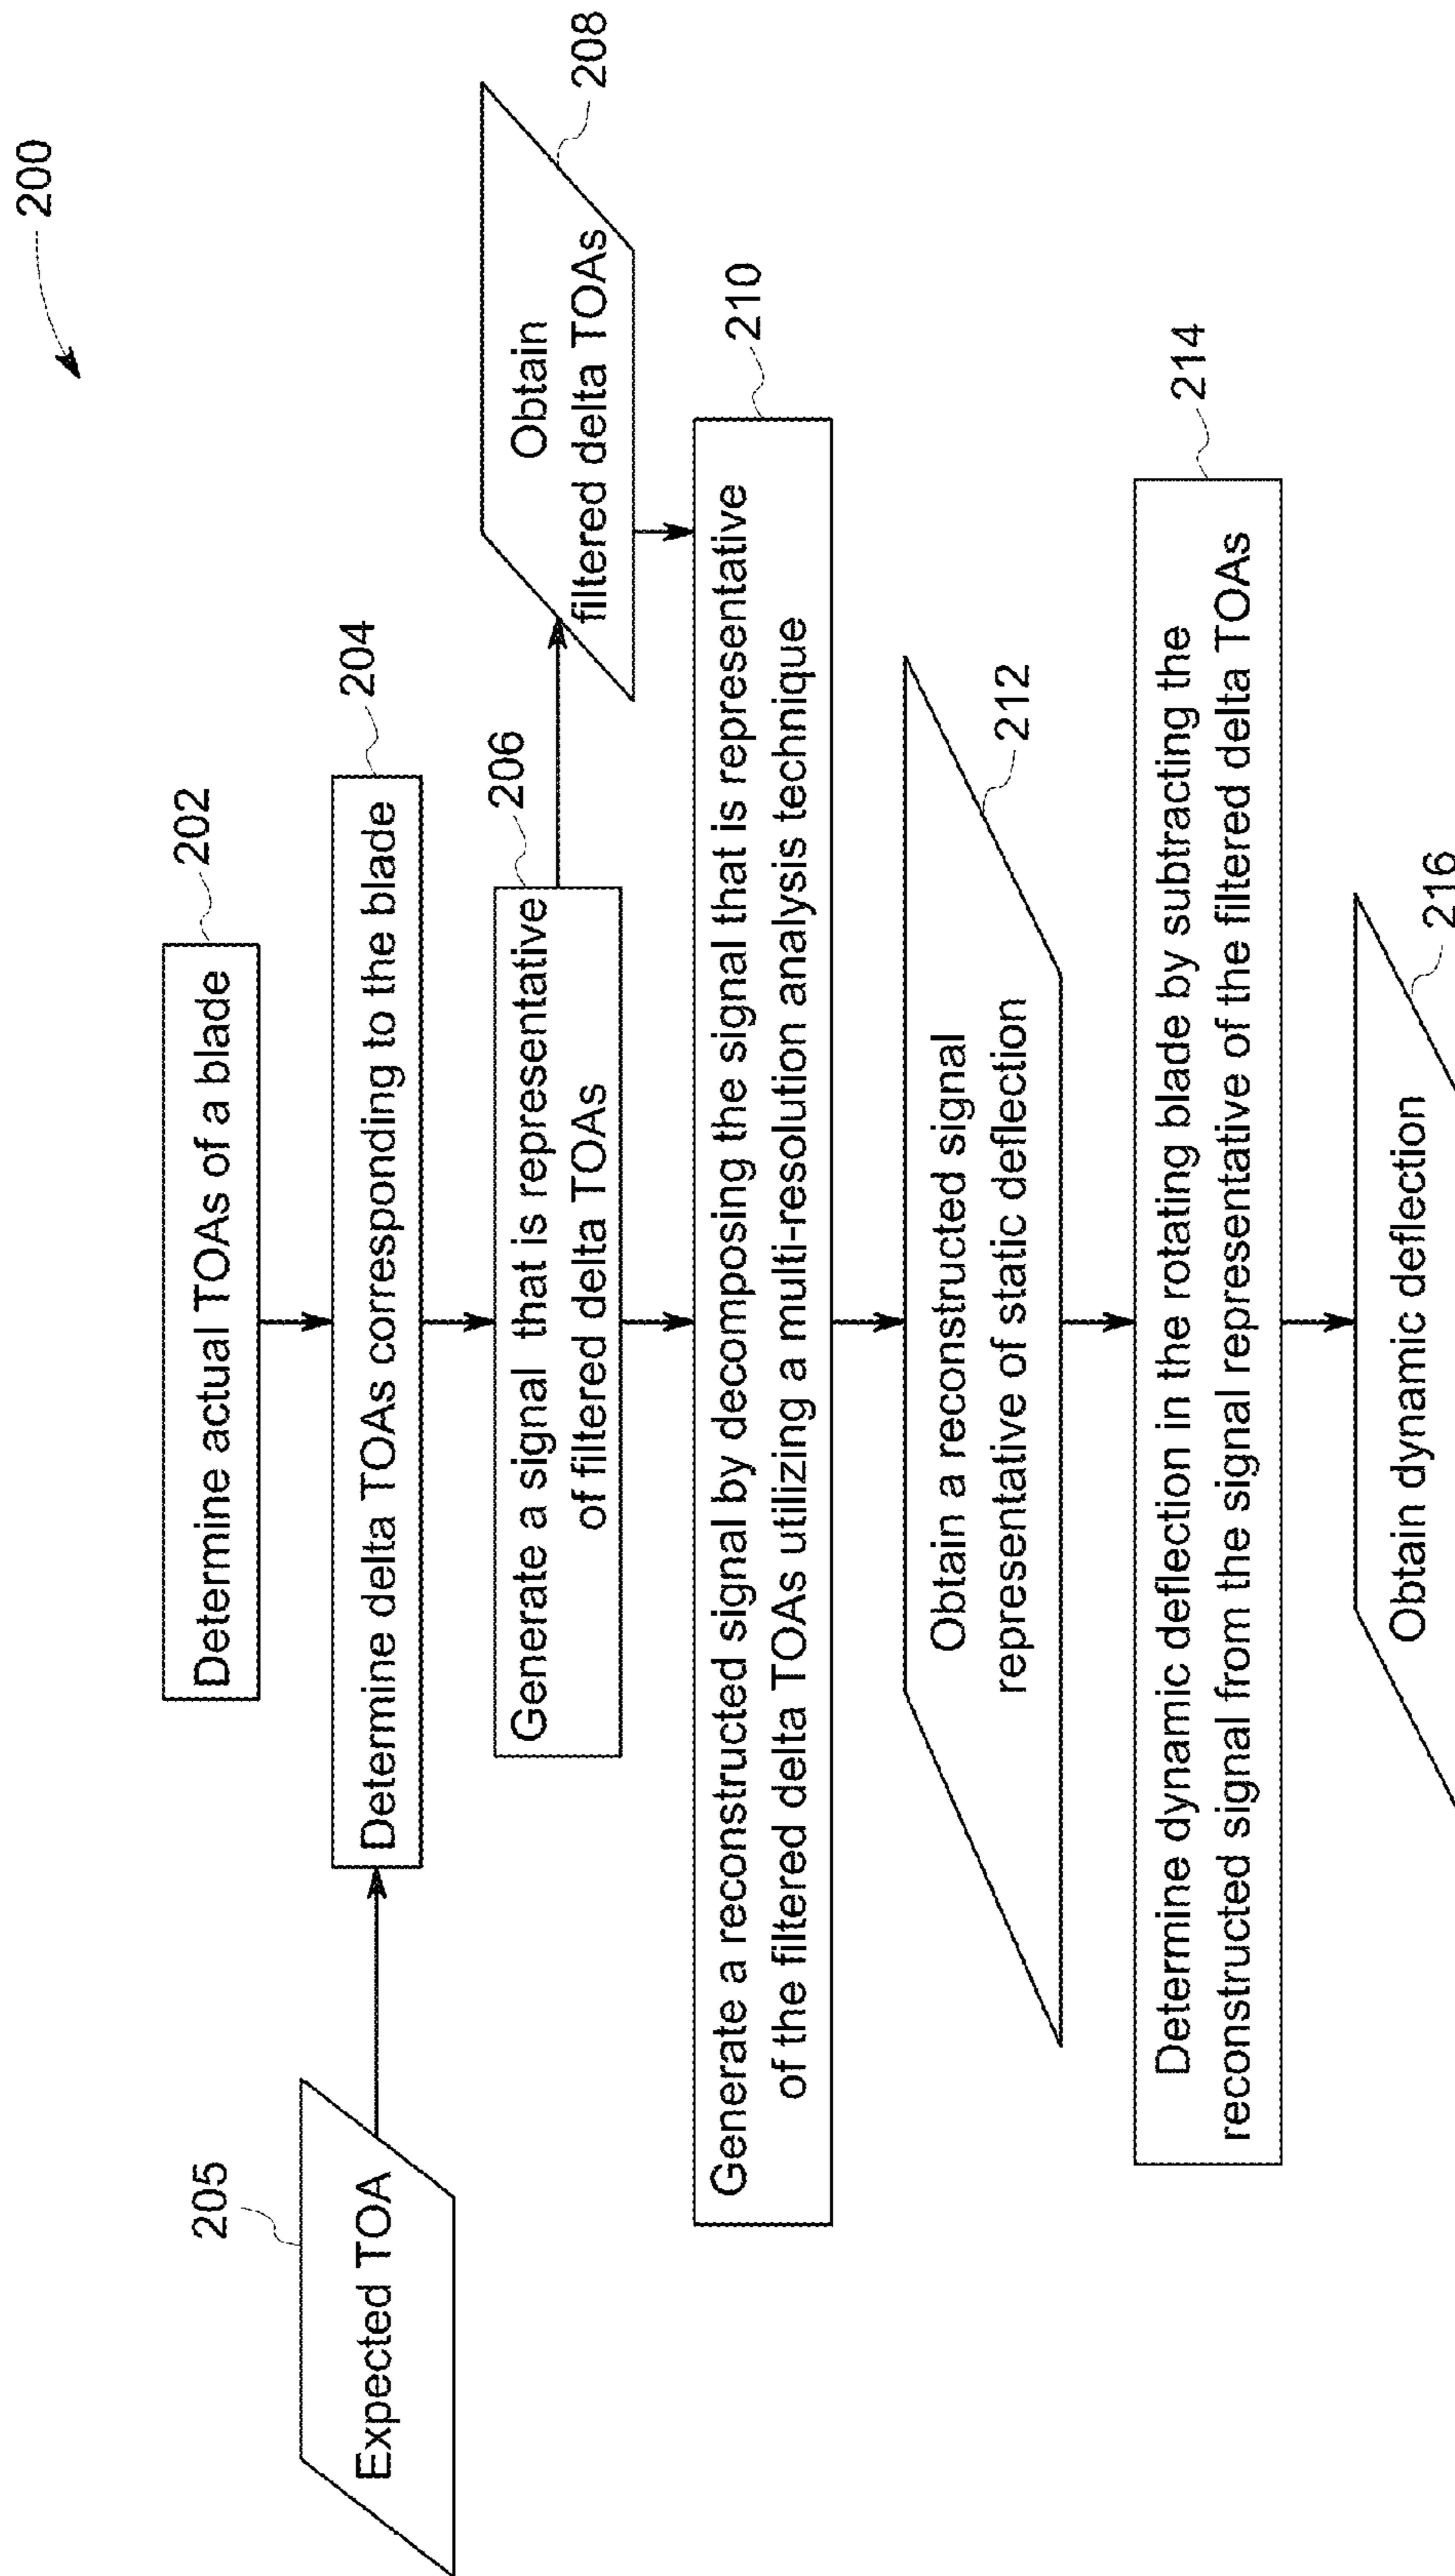 200
Determine actual TOAs of a blade
202
Expected TOA
205
Determine delta TOAs corresponding to the blade
204
Generate a signal that is representative
of filtered delta TOAs
206
Obtain
filtered delta TOAs
208
Generate a reconstructed signal by decomposing the signal that is representative
of the filtered delta TOAs utilizing a multi-resolution analysis technique
210
Obtain a reconstructed signal
representative of static deflection
212
Determine dynamic deflection in the rotating blade by subtracting the
reconstructed signal from the signal representative of the filtered delta TOAs
214
Obtain dynamic deflection
216